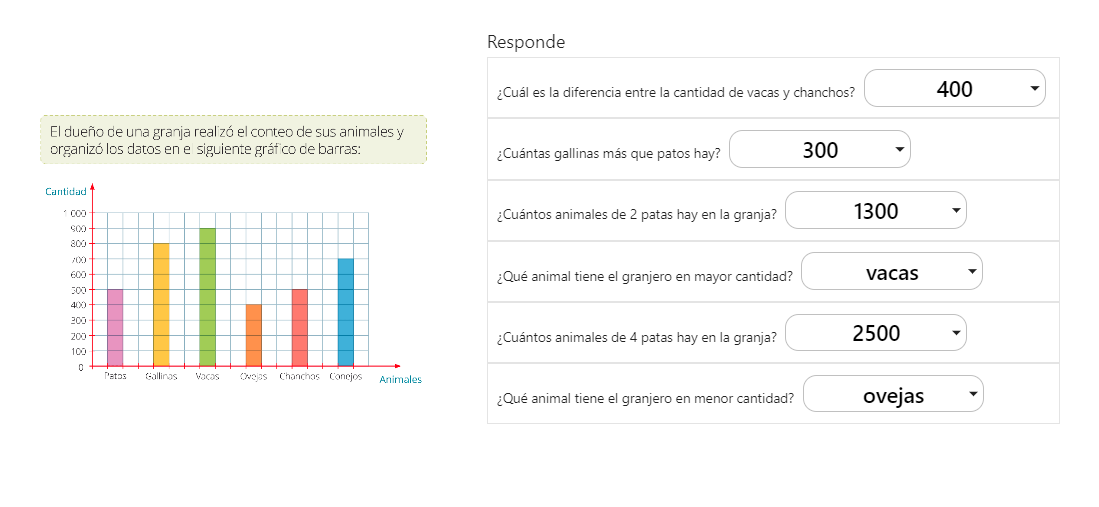 El dueño de una granja realizó el conteo de sus animales y
organizó los datos en el siguiente gráfico de barras:
Cantidad
1 000
900
800
700
600
500
400
300
200
100
0
Patos Gallinas Vacas Ovejas Chanchos Conejos
Animales
Responde
¿Cuál es la diferencia entre la cantidad de vacas y chanchos? 400
¿Cuántas gallinas más que patos hay? 300
¿Cuántos animales de 2 patas hay en la granja? 1300
¿Qué animal tiene el granjero en mayor cantidad? vacas
¿Cuántos animales de 4 patas hay en la granja? 2500
¿Qué animal tiene el granjero en menor cantidad? ovejas